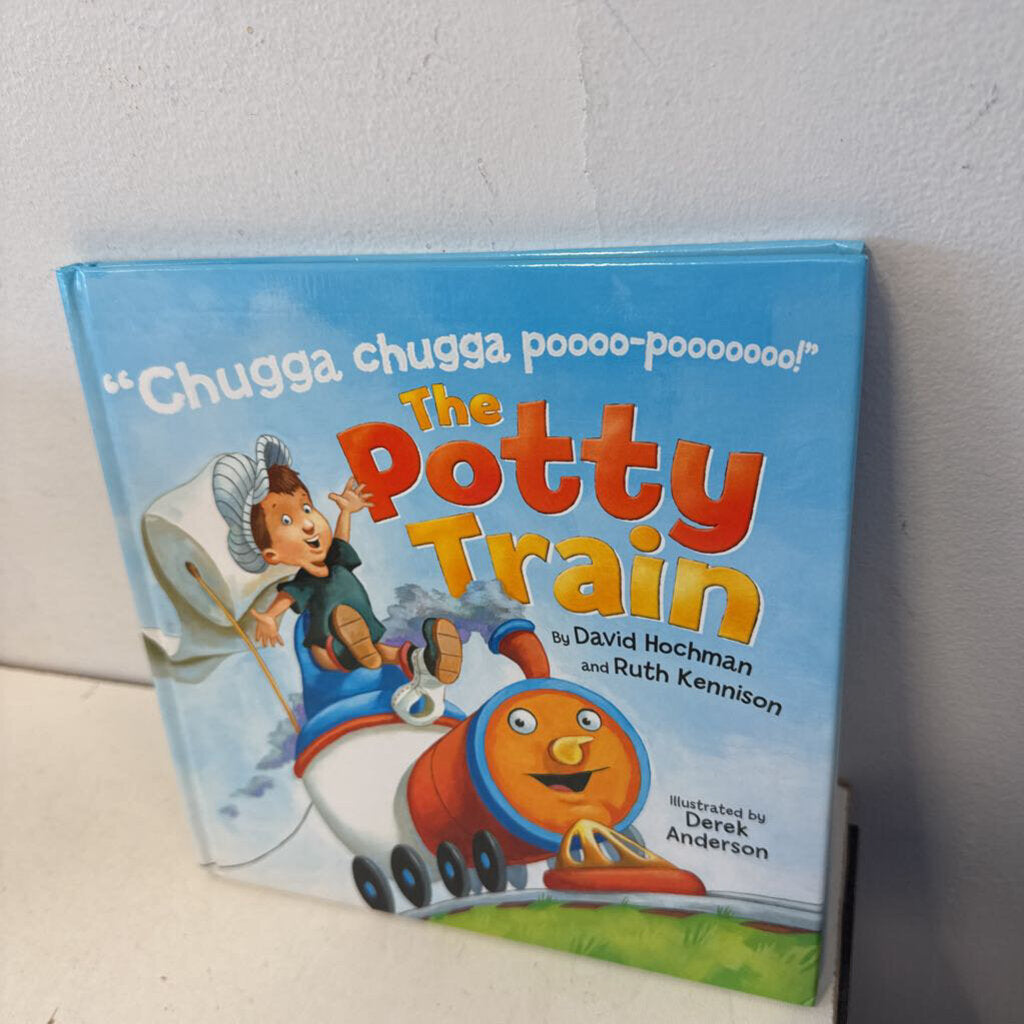 “Chugga chugga poooo-pooooooo!”
The
Potty
Train
By David Hochman
and Ruth Kennison
Illustrated by
Derek
Anderson